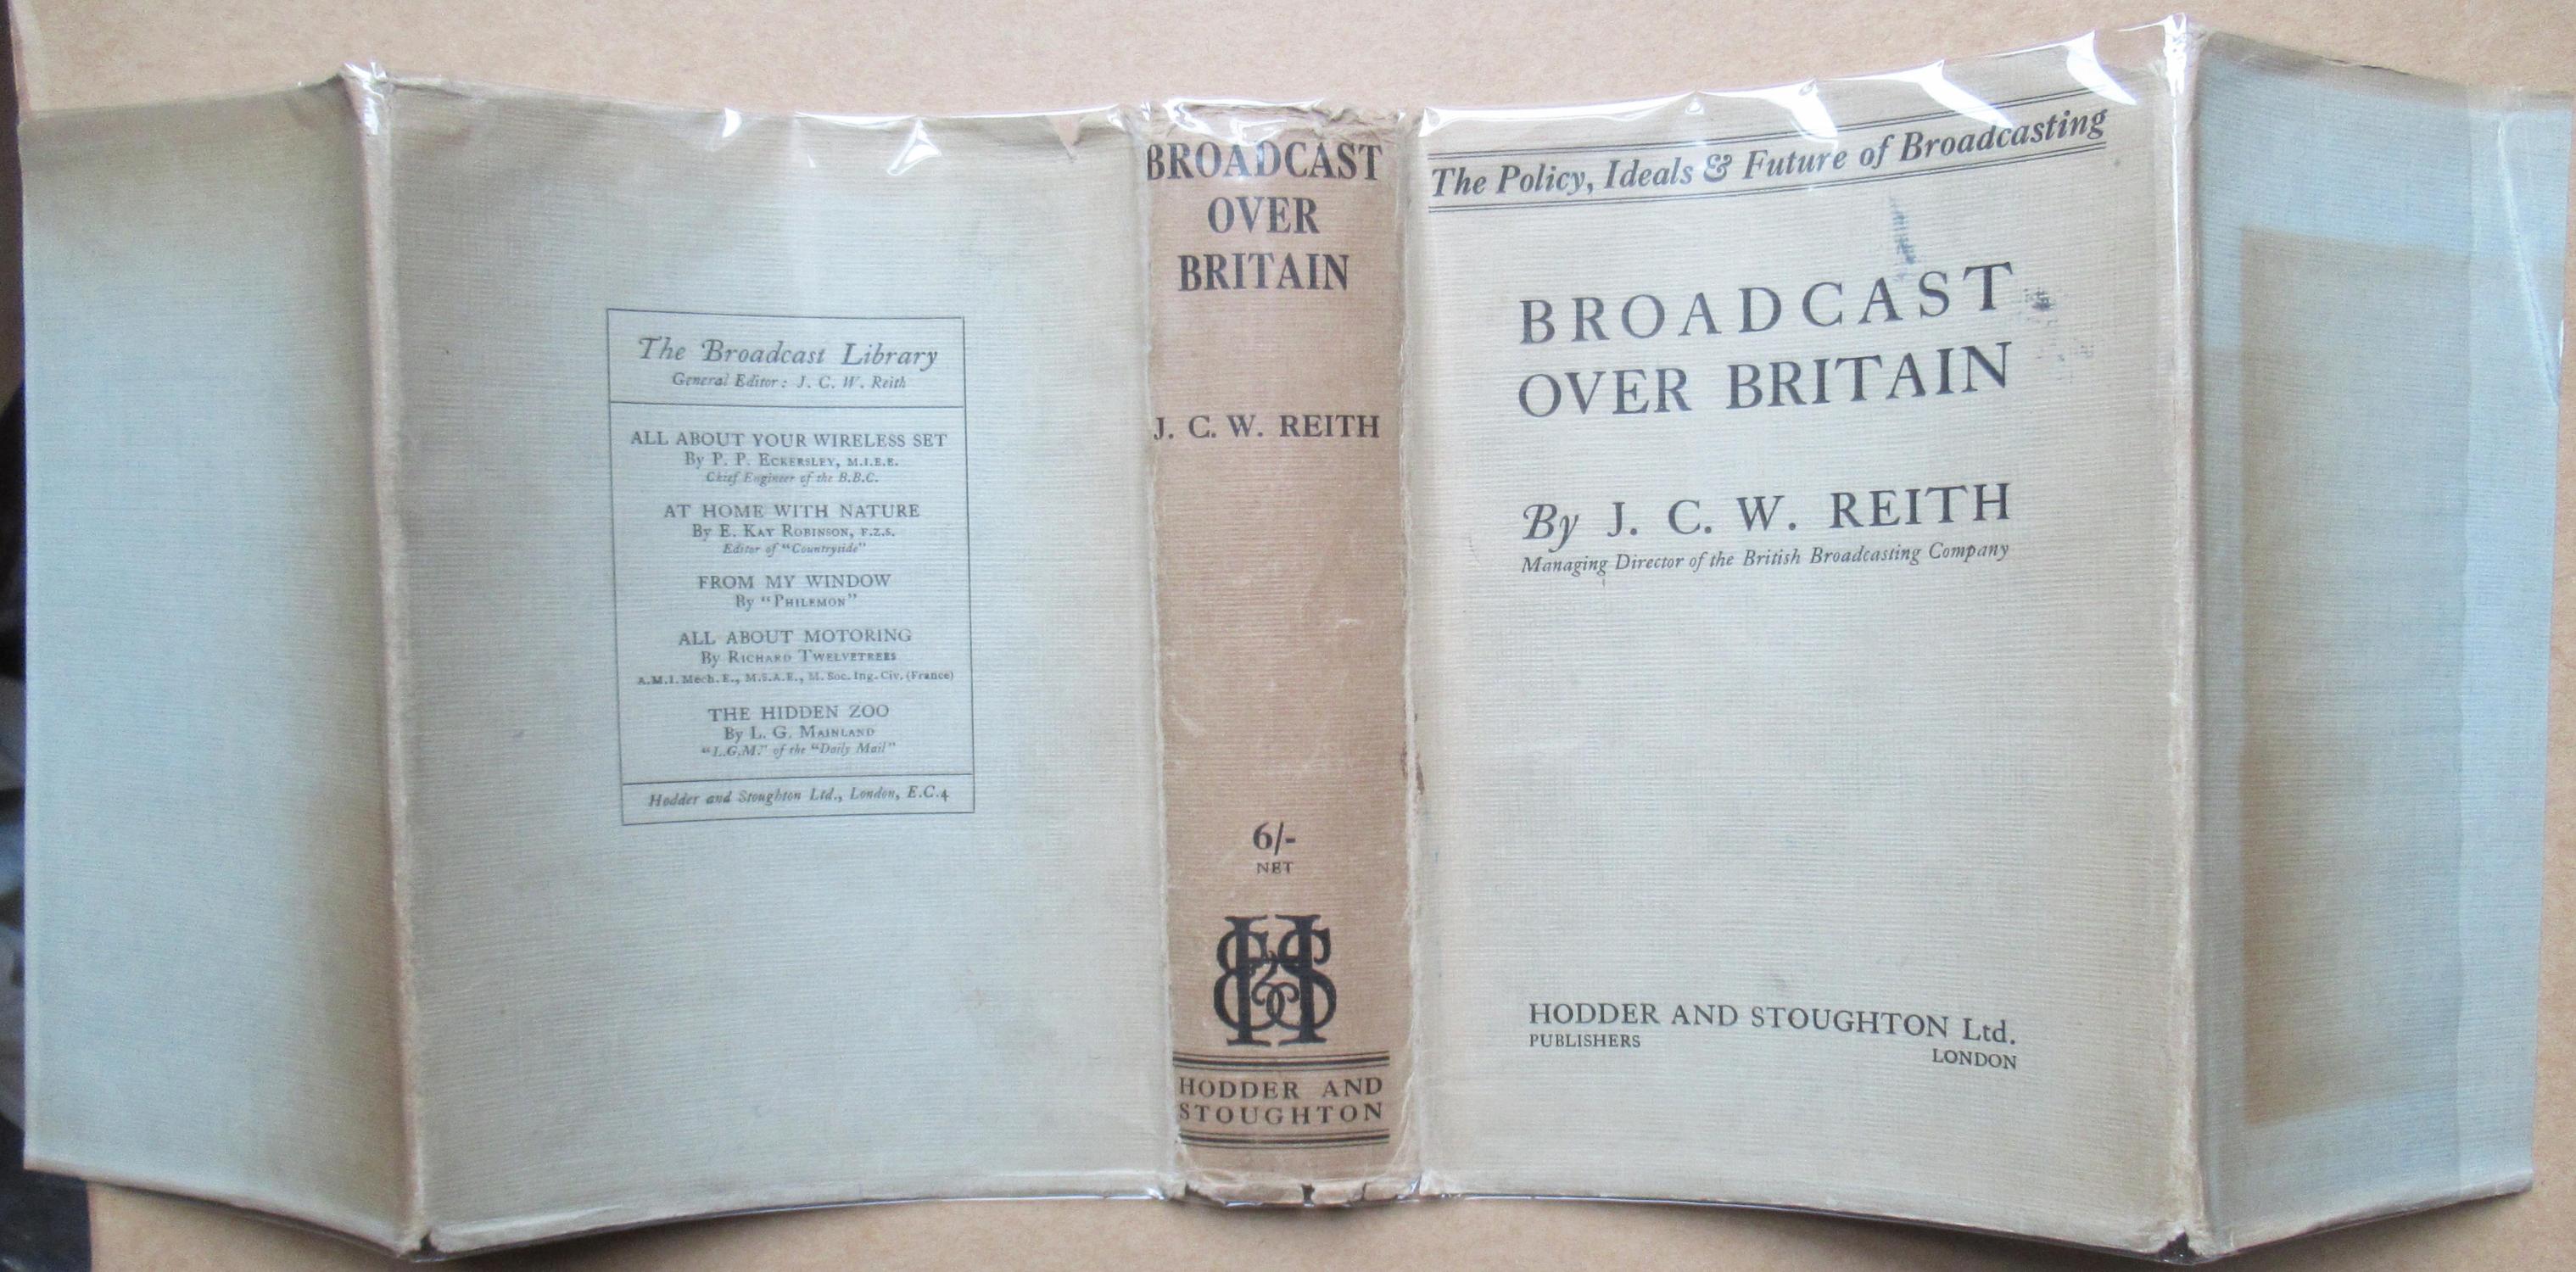 The Broadcast Library
General Editor: J. C. W. Reith
ALL ABOUT YOUR WIRELESS SET
By P. P. ECKERSLEY, M.I.E.E.
Chief Engineer of the B.B.C.
AT HOME WITH NATURE
By E. KAY ROBINSON, F.Z.S.
Editor of "Countryside"
FROM MY WINDOW
By "PHILEMON"
ALL ABOUT MOTORING
By RICHARD TWELVETREES
A.M.I. Mech. E., M.S.A.E., M. Soc. Ing. Civ. (France)
THE HIDDEN ZOO
By L. G. MAINLAND
"L.G.M." of the "Daily Mail"
Hodder and Stoughton Ltd., London, E.C.4
BROADCAST
OVER
BRITAIN
J. C. W. REITH
6/-
NET
H&S
HODDER AND
STOUGHTON
The Policy, Ideals & Future of Broadcasting
BROADCAST
OVER BRITAIN
By J. C. W. REITH
Managing Director of the British Broadcasting Company
HODDER AND STOUGHTON Ltd.
PUBLISHERS
LONDON